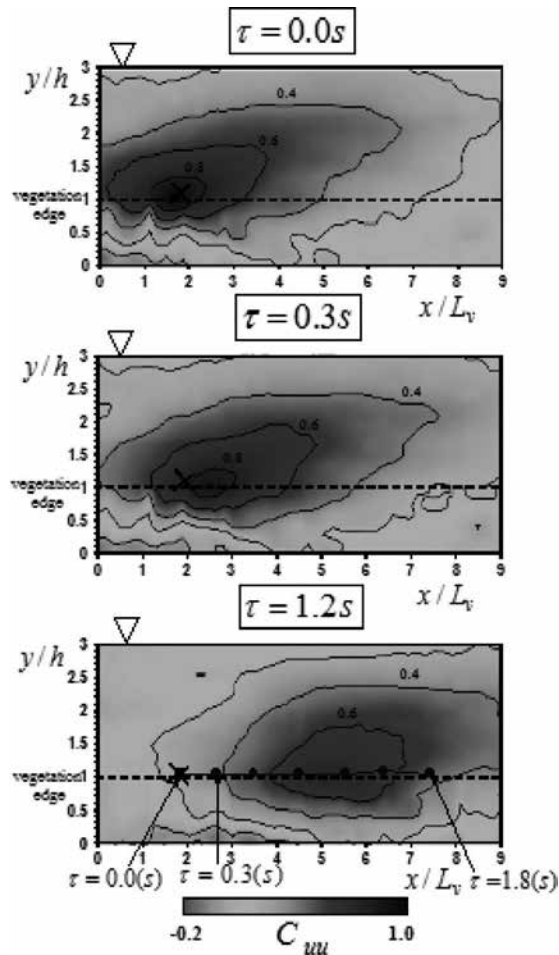 τ = 0.0s
y/h
3
2.5
2
1.5
1
0.5
0
vegetation
edge
0.4
0.6
0.8
0 1 2 3 4 5 6 7 8 9
x/L_v
τ = 0.3s
y/h
3
2.5
2
1.5
1
0.5
0
vegetation
edge
0.4
0.6
0.8
0 1 2 3 4 5 6 7 8 9
x/L_v
τ = 1.2s
y/h
3
2.5
2
1.5
1
0.5
0
vegetation
edge
0.4
0.6
0 1 2 3 4 5 6 7 8 9
τ = 0.0(s) τ = 0.3(s) x/L_v τ = 1.8(s)
-0.2 C_uu 1.0